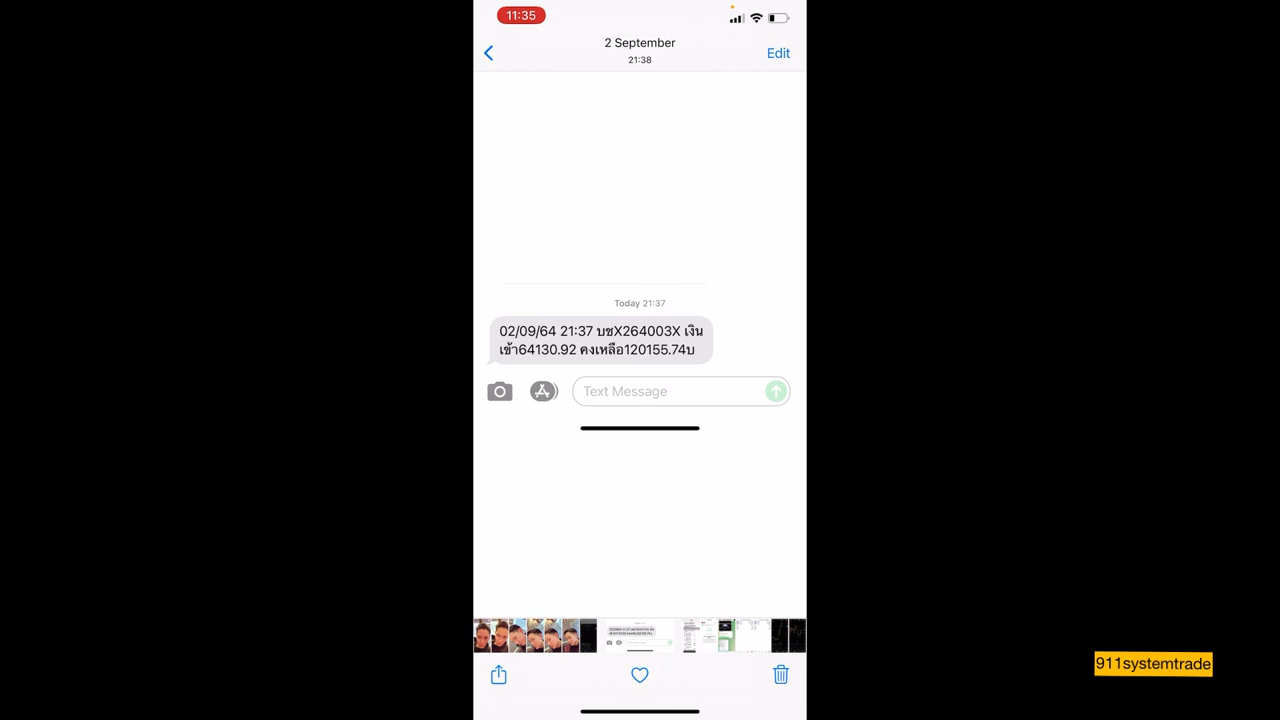 11:35
2 September
21:38
Edit
Today 21:37
02/09/64 21:37 บชX264003X เงิน
เข้า64130.92 คงเหลือ120155.74บ
Text Message
911systemtrade